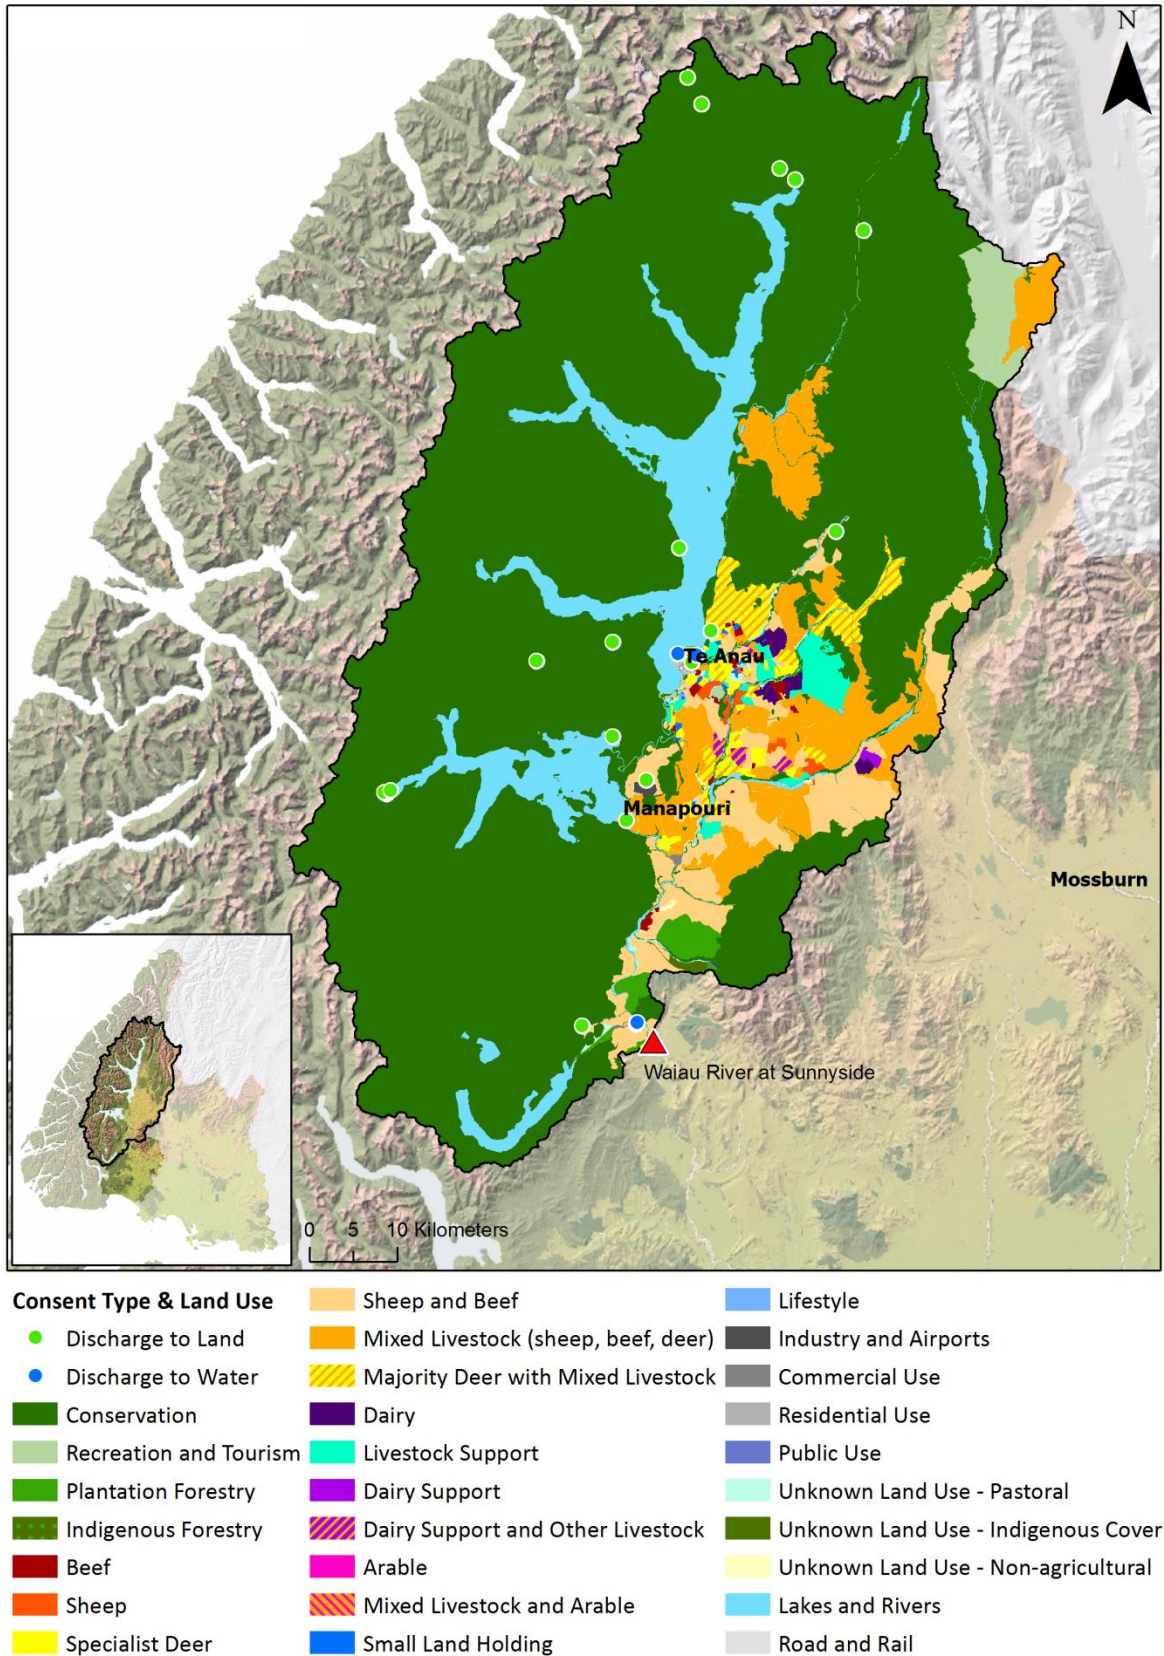 N
Te Anau
Manapouri
Mossburn
Waiau River at Sunnyside
0 5 10 Kilometers
Consent Type & Land Use
Discharge to Land
Discharge to Water
Conservation
Recreation and Tourism
Plantation Forestry
Indigenous Forestry
Beef
Sheep
Specialist Deer
Sheep and Beef
Mixed Livestock (sheep, beef, deer)
Majority Deer with Mixed Livestock
Dairy
Livestock Support
Dairy Support
Dairy Support and Other Livestock
Arable
Mixed Livestock and Arable
Small Land Holding
Lifestyle
Industry and Airports
Commercial Use
Residential Use
Public Use
Unknown Land Use - Pastoral
Unknown Land Use - Indigenous Cover
Unknown Land Use - Non-agricultural
Lakes and Rivers
Road and Rail